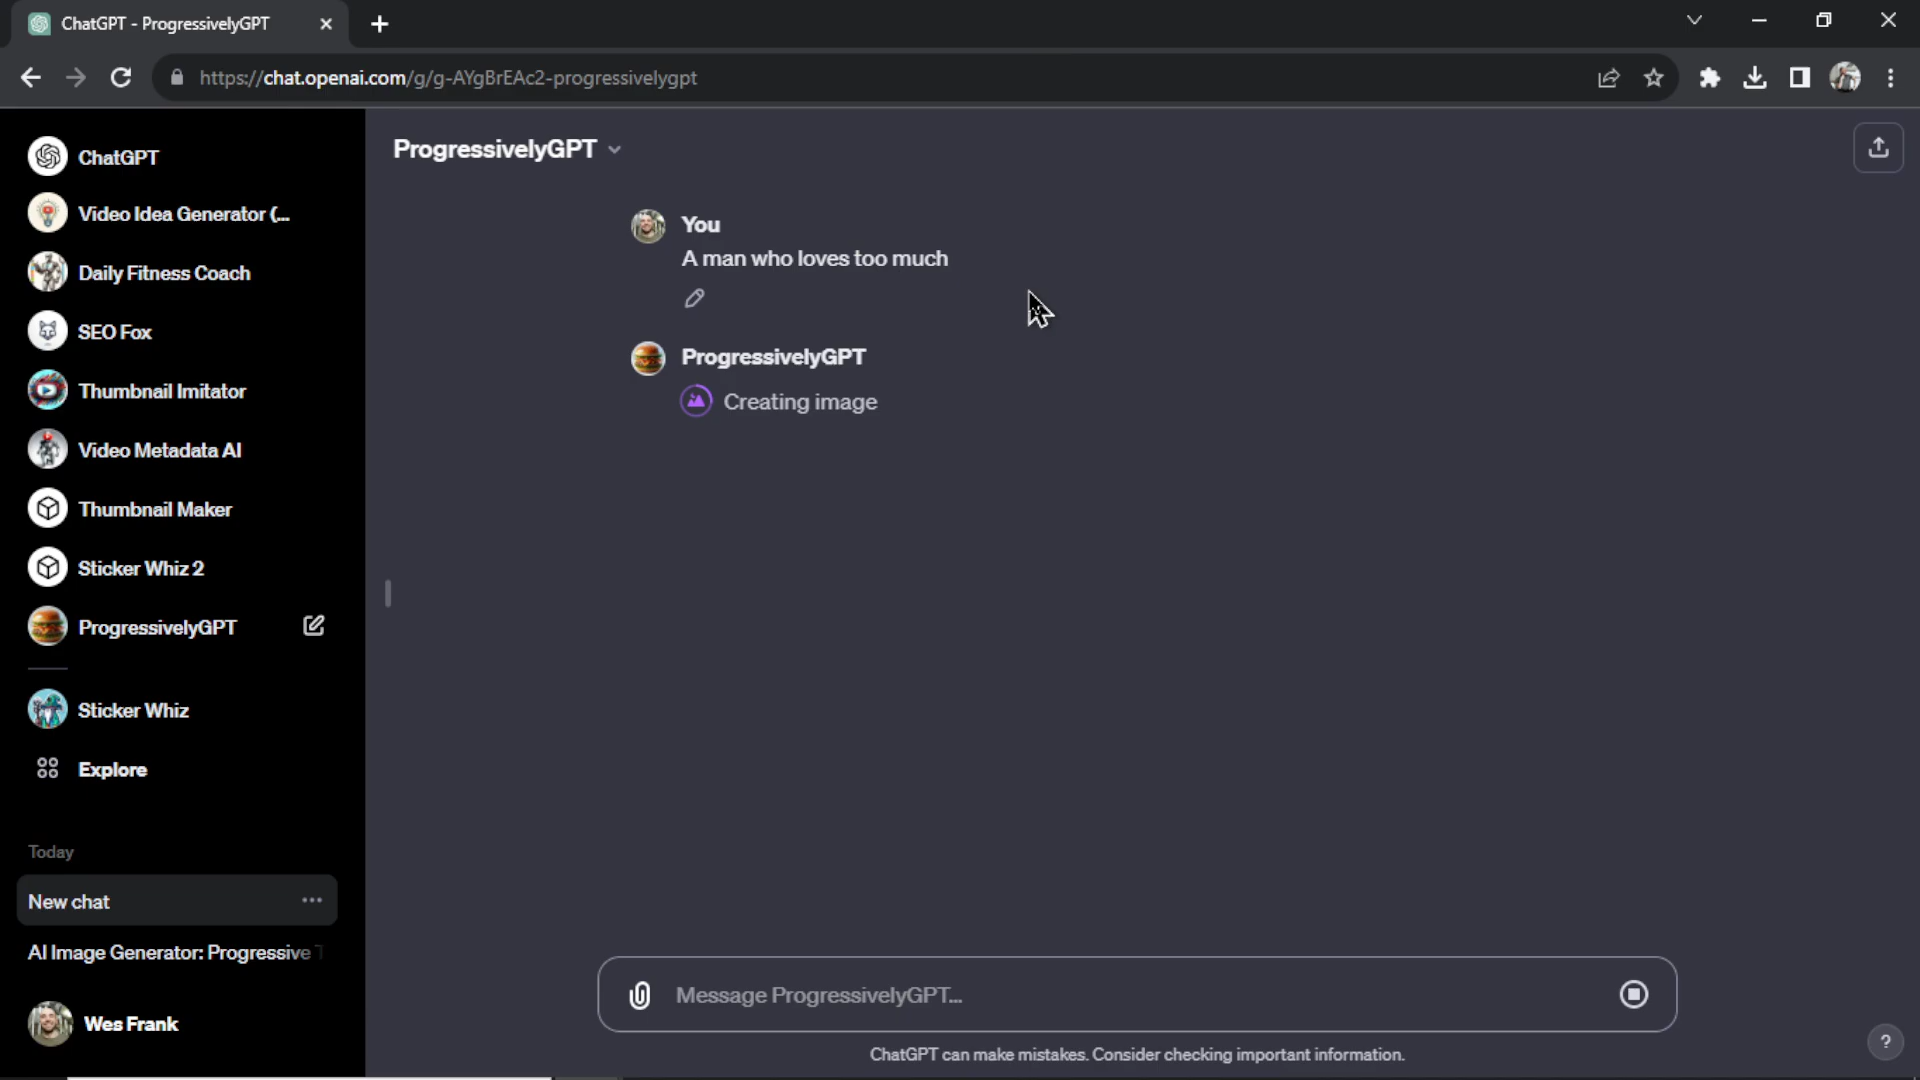 ChatGPT - ProgressivelyGPT
https://chat.openai.com/g/g-AYgBrEAc2-progressivelygpt
ChatGPT
Video Idea Generator (...
Daily Fitness Coach
SEO Fox
Thumbnail Imitator
Video Metadata AI
Thumbnail Maker
Sticker Whiz 2
ProgressivelyGPT
Sticker Whiz
Explore
Today
New chat
AI Image Generator: Progressive T
Wes Frank
ProgressivelyGPT
You
A man who loves too much
ProgressivelyGPT
Creating image
Message ProgressivelyGPT...
ChatGPT can make mistakes. Consider checking important information.
?